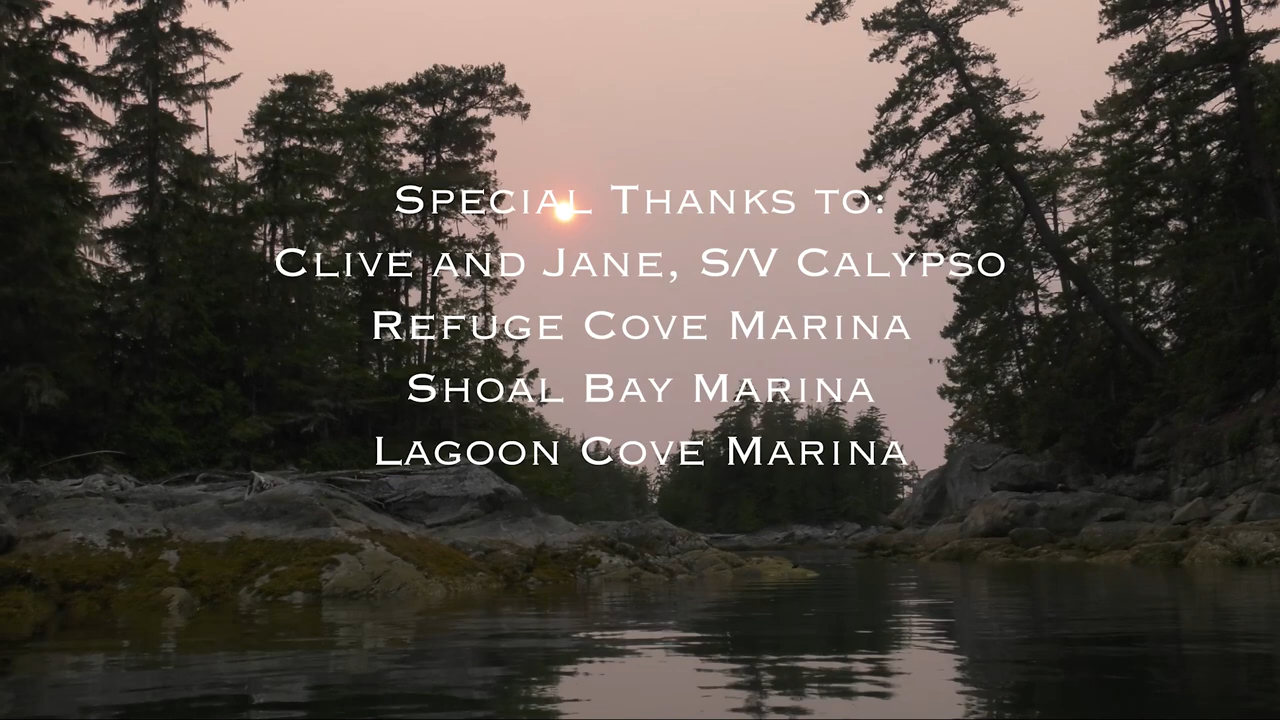 Special Thanks to:
Clive and Jane, S/V Calypso
Refuge Cove Marina
Shoal Bay Marina
Lagoon Cove Marina